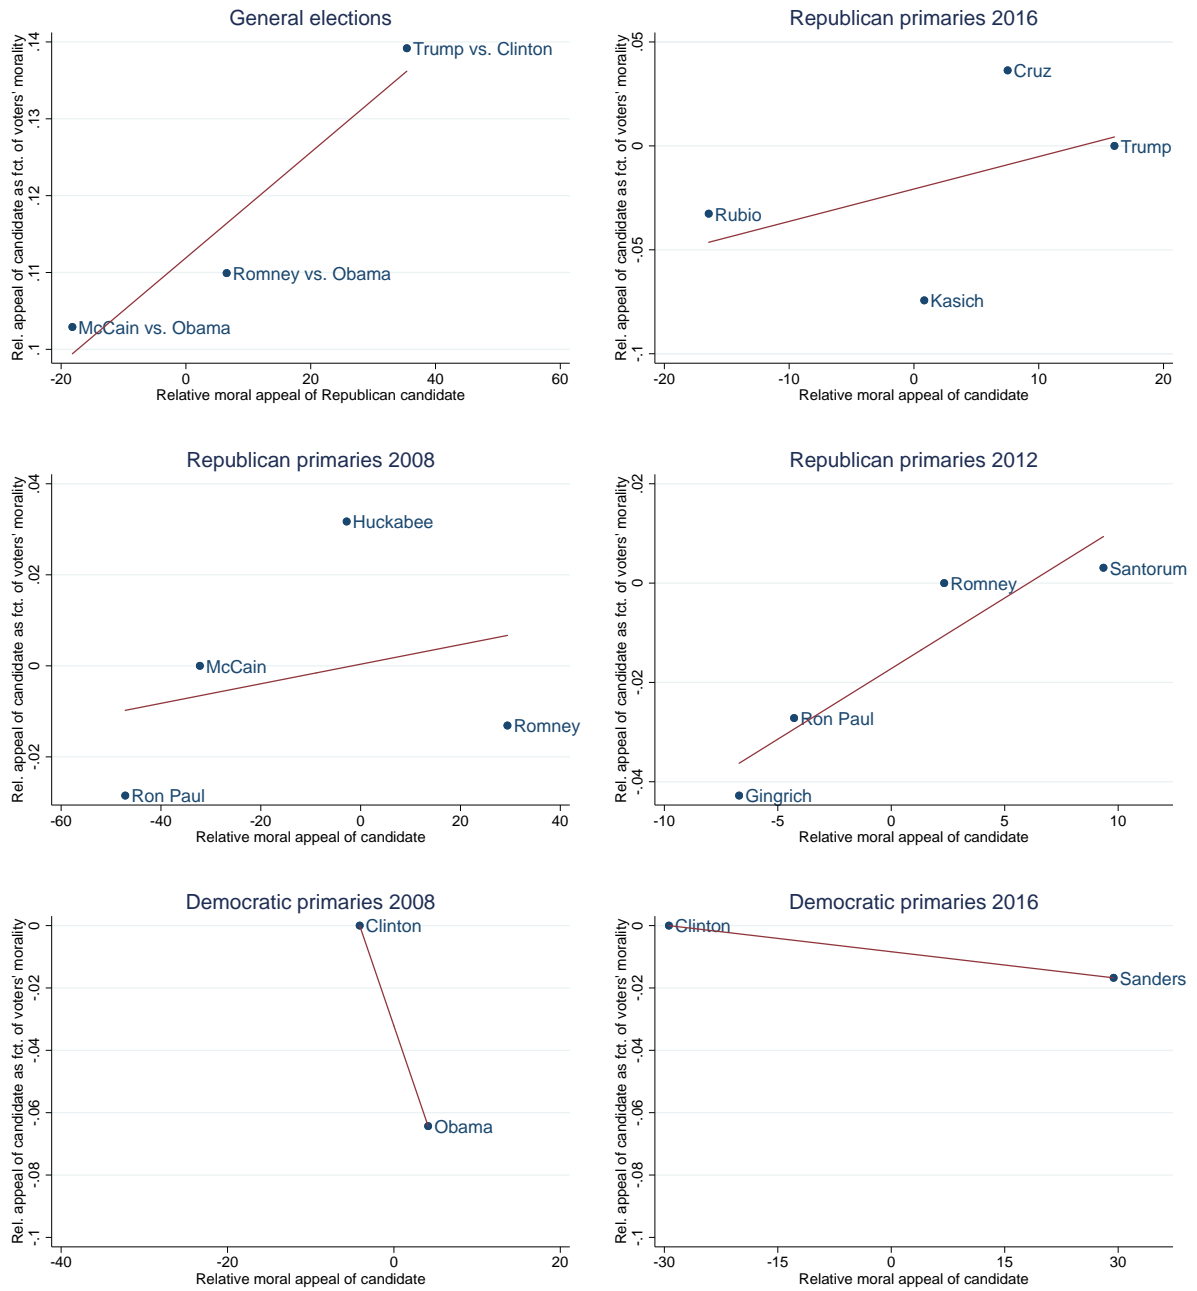 General elections
Rel. appeal of candidate as fct. of voters' morality
.1 .11 .12 .13 .14
Trump vs. Clinton
Romney vs. Obama
McCain vs. Obama
-20 0 20 40 60
Relative moral appeal of Republican candidate
Republican primaries 2016
Rel. appeal of candidate as fct. of voters' morality
-.1 -.05 0 .05
Cruz
Trump
Rubio
Kasich
-20 -10 0 10 20
Relative moral appeal of candidate
Republican primaries 2008
Rel. appeal of candidate as fct. of voters' morality
-.02 0 .02 .04
Huckabee
McCain
Romney
Ron Paul
-60 -40 -20 0 20 40
Relative moral appeal of candidate
Republican primaries 2012
Rel. appeal of candidate as fct. of voters' morality
-.04 -.02 0 .02
Santorum
Romney
Ron Paul
Gingrich
-10 -5 0 5 10
Relative moral appeal of candidate
Democratic primaries 2008
Rel. appeal of candidate as fct. of voters' morality
-.1 -.08 -.06 -.04 -.02 0
Clinton
Obama
-40 -20 0 20
Relative moral appeal of candidate
Democratic primaries 2016
Rel. appeal of candidate as fct. of voters' morality
-.1 -.08 -.06 -.04 -.02 0
Clinton
Sanders
-30 -15 0 15 30
Relative moral appeal of candidate